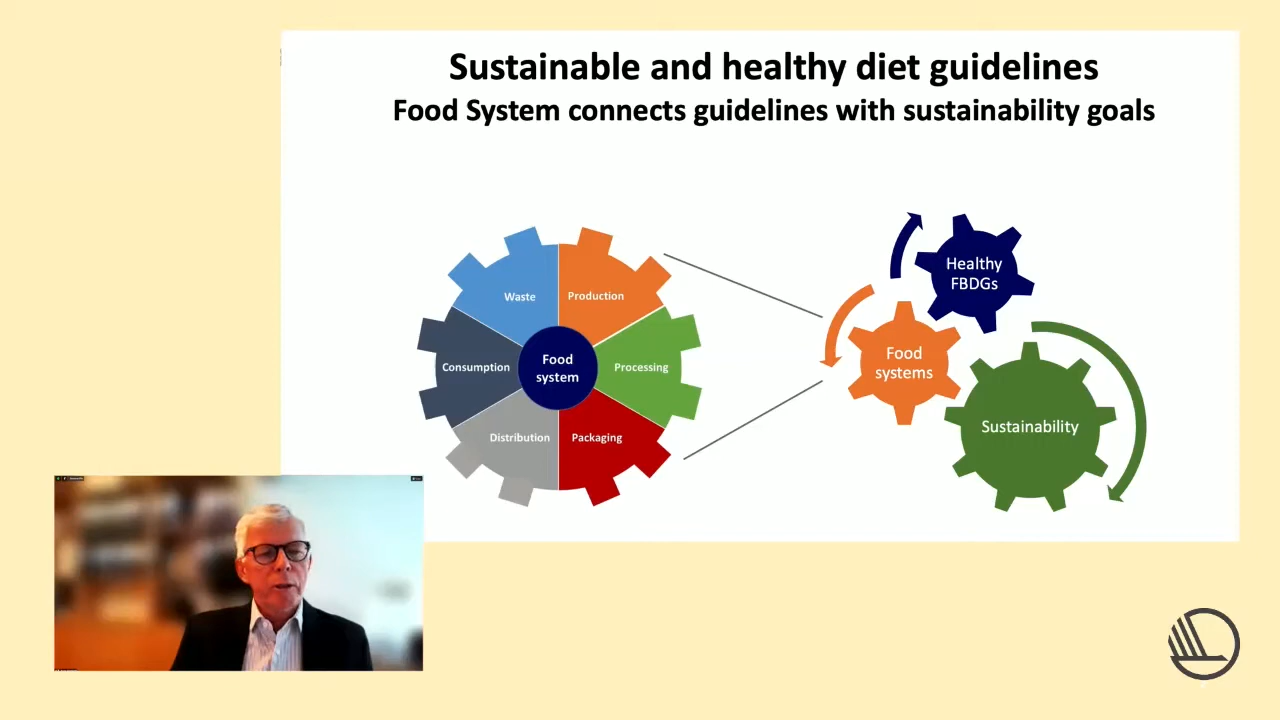 Sustainable and healthy diet guidelines
Food System connects guidelines with sustainability goals
Waste
Production
Consumption
Food
system
Processing
Distribution
Packaging
Healthy
FBDGs
Food
systems
Sustainability